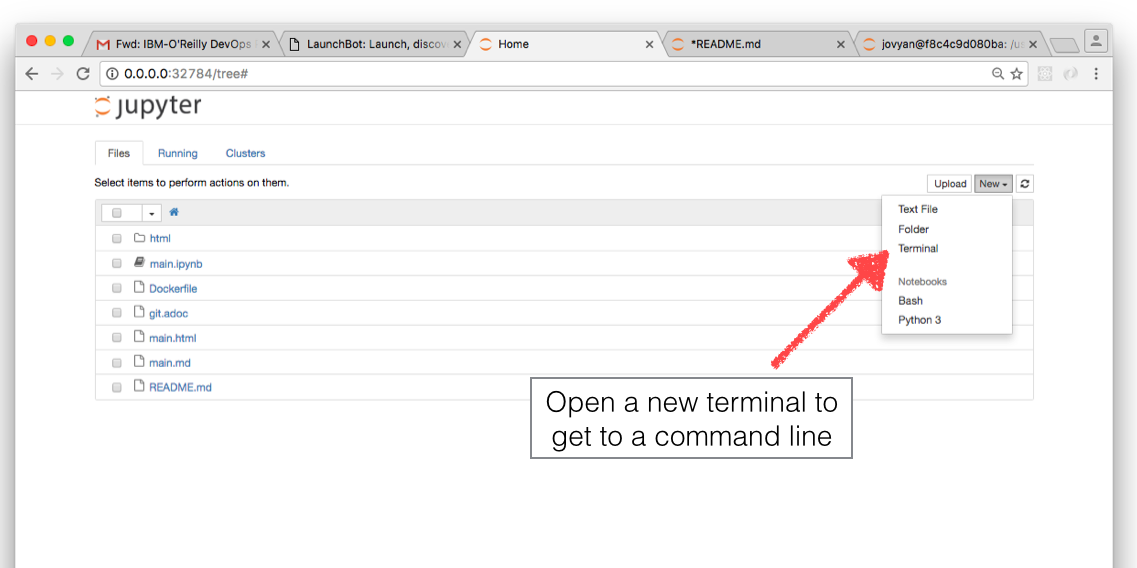 Fwd: IBM-O'Reilly DevOps
LaunchBot: Launch, discov
Home
*README.md
jovyan@f8c4c9d080ba: /us
0.0.0.0:32784/tree#
jupyter
Files Running Clusters
Select items to perform actions on them.
Upload New
Text File
Folder
Terminal
Notebooks
Bash
Python 3
html
main.ipynb
Dockerfile
git.adoc
main.html
main.md
README.md
Open a new terminal to
get to a command line